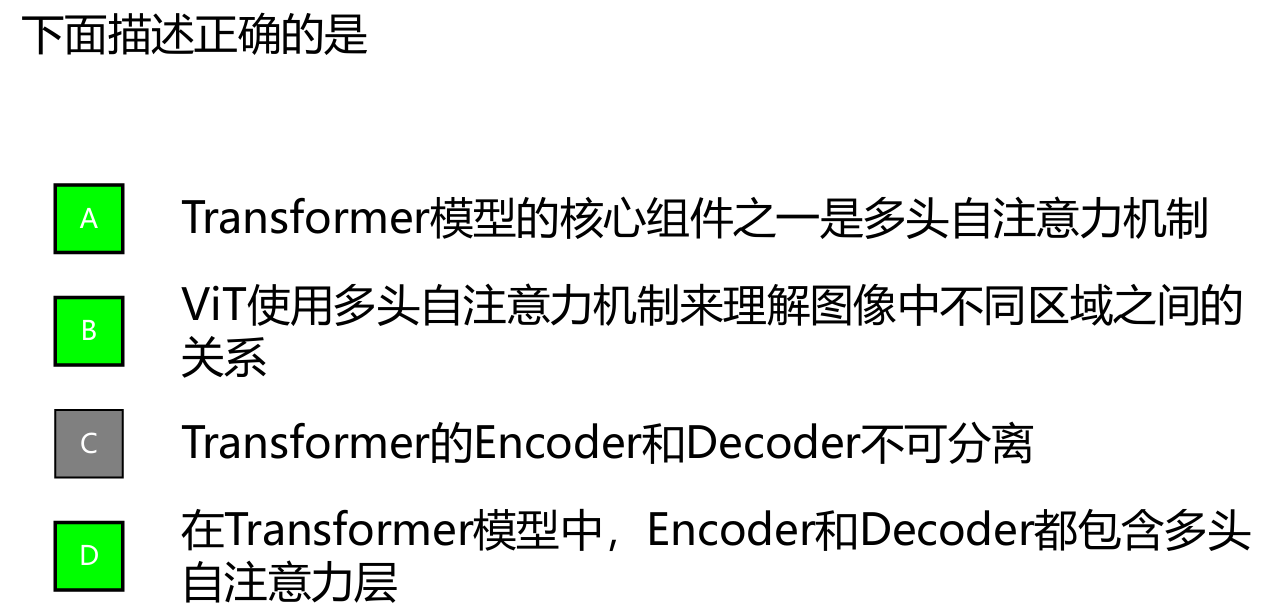 下面描述正确的是
A Transformer模型的核心组件之一是多头自注意力机制
B ViT使用多头自注意力机制来理解图像中不同区域之间的
关系
C Transformer的Encoder和Decoder不可分离
D 在Transformer模型中，Encoder和Decoder都包含多头
自注意力层